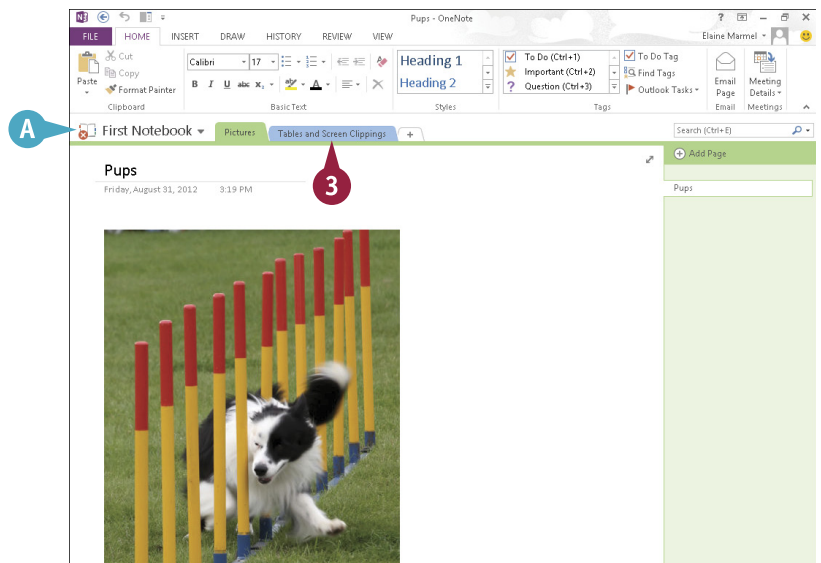 Pups - OneNote
?
FILE HOME INSERT DRAW HISTORY REVIEW VIEW Elaine Marmel
Cut
Copy
Format Painter
Paste
Clipboard
Calibri 17
B I U abc X₂ ab A
Basic Text
Heading 1
Heading 2
Styles
To Do (Ctrl+1)
Important (Ctrl+2)
? Question (Ctrl+3)
To Do Tag
Find Tags
Outlook Tasks
Tags
Email
Page
Email
Meeting
Details
Meetings
A
First Notebook Pictures Tables and Screen Clippings + Search (Ctrl+E)
3
Add Page
Pups
Pups
Friday, August 31, 2012 3:19 PM